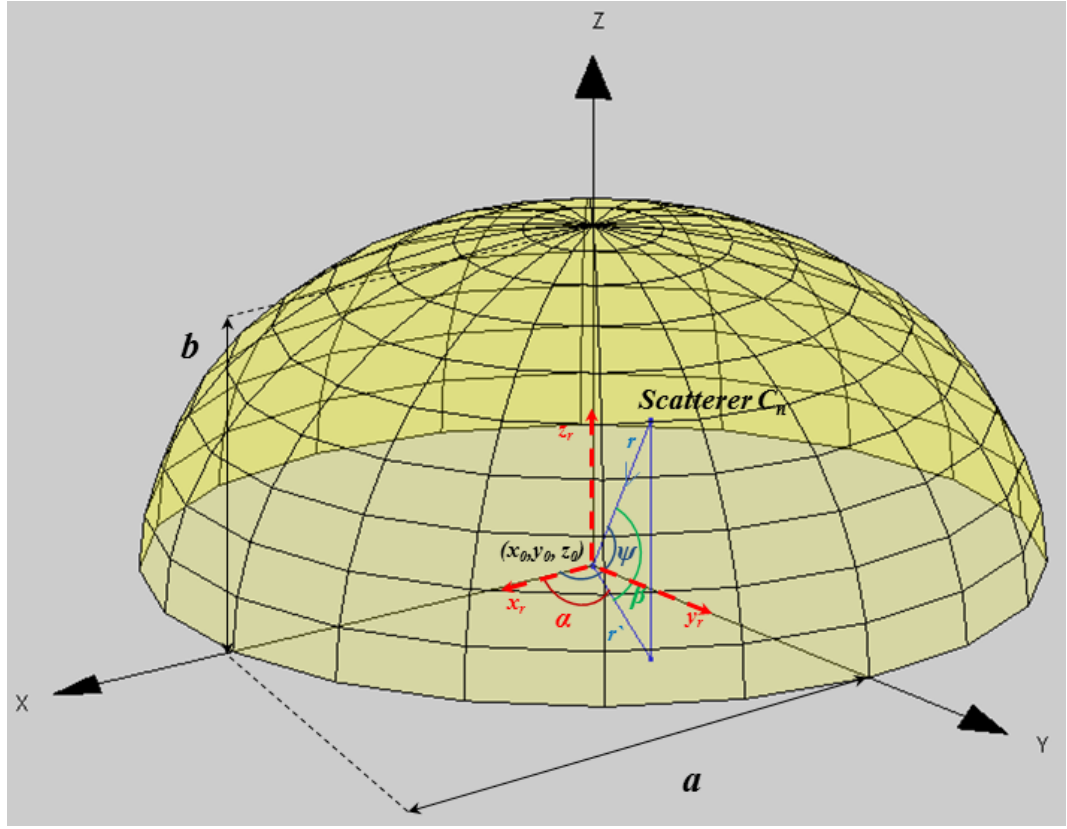 Z
b
Scatterer Cₙ
zᵣ
r
(x₀,y₀, z₀)
ψ
xᵣ
α
β
r`
yᵣ
X
Y
a